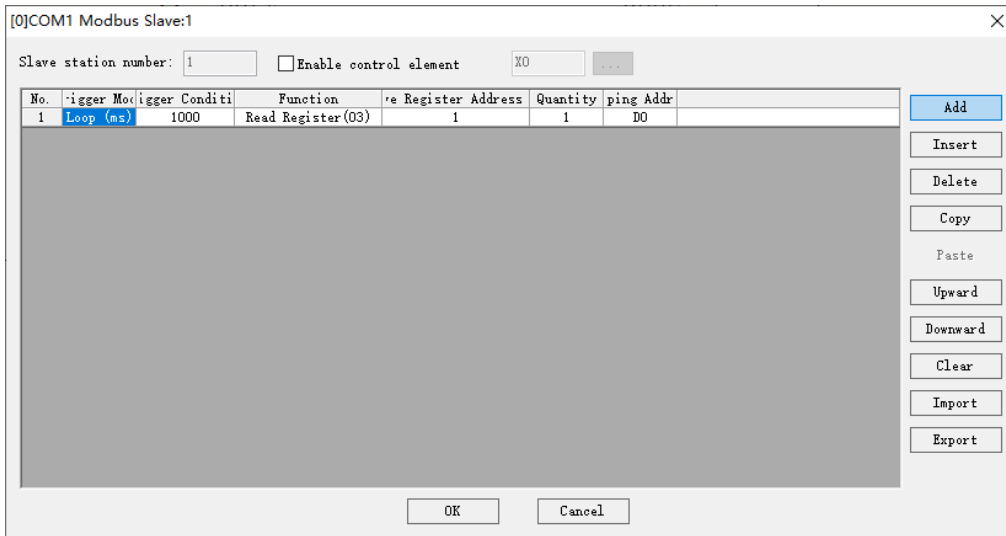 [0]COM1 Modbus Slave:1
Slave station number: 1 Enable control element X0 ...
No. igger Mo igger Conditi Function e Register Address Quantity ping Addr
1 Loop (ms) 1000 Read Register(03) 1 1 D0
Add
Insert
Delete
Copy
Paste
Upward
Downward
Clear
Import
Export
OK Cancel